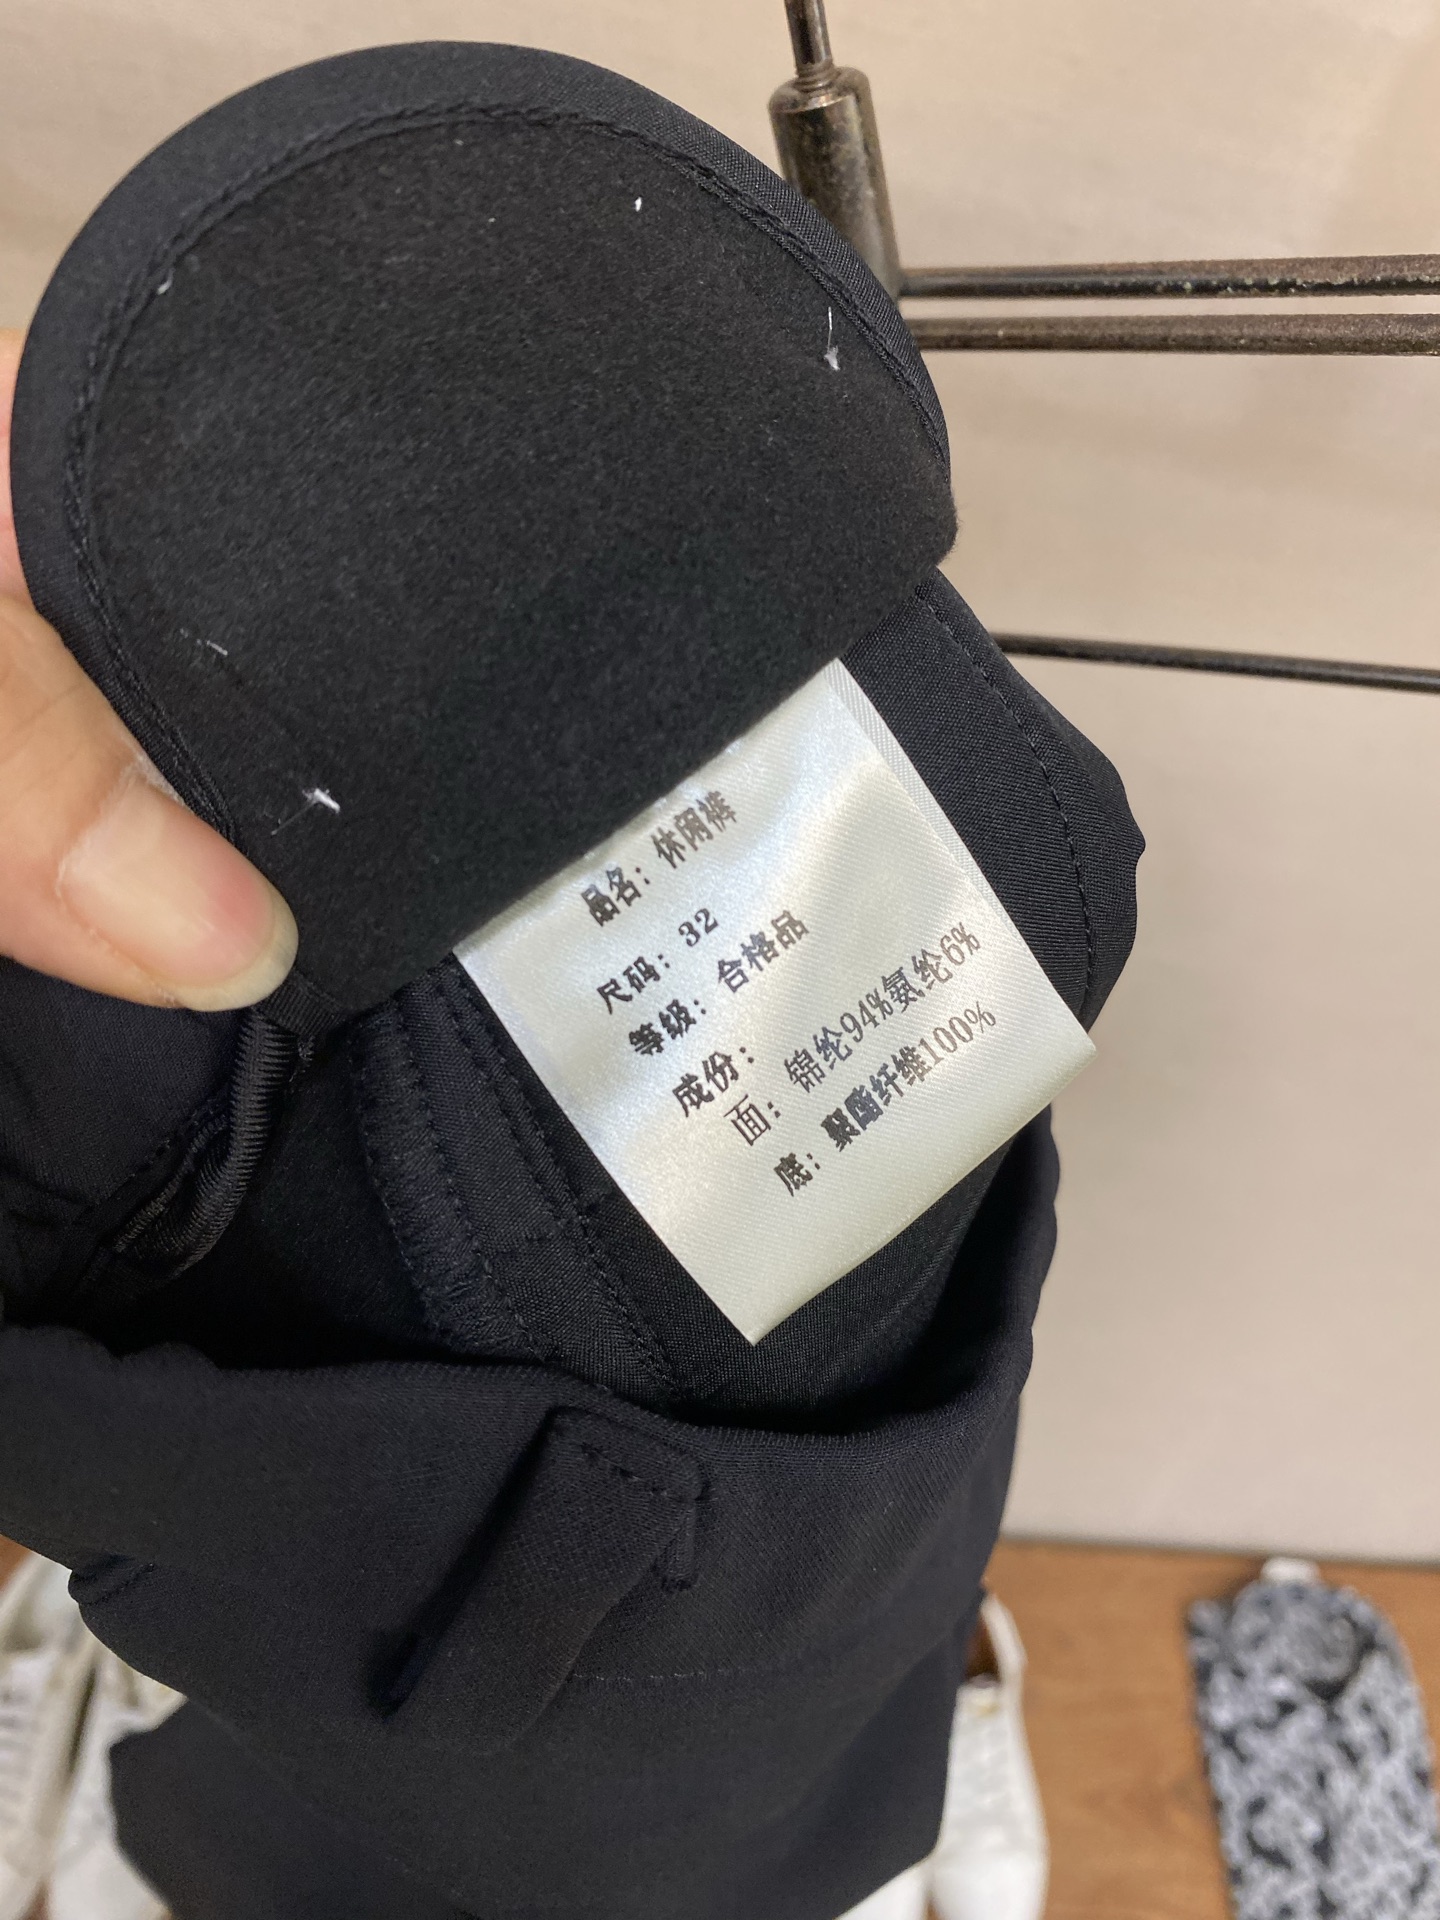 品名：休闲裤
尺码：32
等级：合格品
成份：
面：锦纶94%氨纶6%
底：聚酯纤维100%